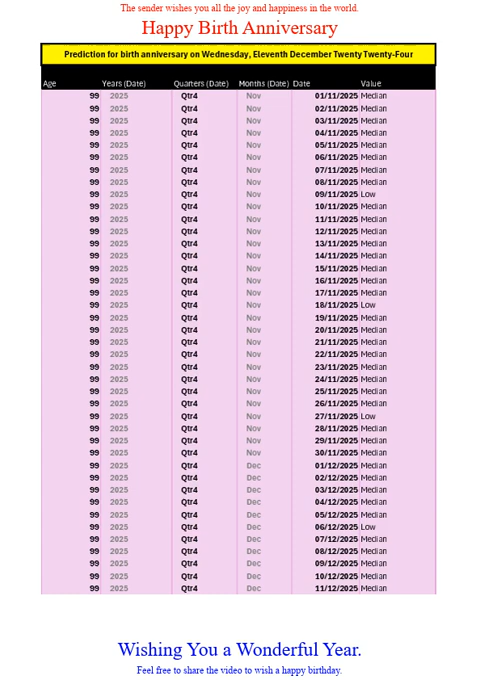 The sender wishes you all the joy and happiness in the world.
Happy Birth Anniversary
Prediction for birth anniversary on Wednesday, Eleventh December Twenty Twenty-Four
Age Years (Date) Quarters (Date) Months (Date) Date Value
99 2025 Qtr4 Nov 01/11/2025 Median
99 2025 Qtr4 Nov 02/11/2025 Median
99 2025 Qtr4 Nov 03/11/2025 Median
99 2025 Qtr4 Nov 04/11/2025 Median
99 2025 Qtr4 Nov 05/11/2025 Median
99 2025 Qtr4 Nov 06/11/2025 Median
99 2025 Qtr4 Nov 07/11/2025 Median
99 2025 Qtr4 Nov 08/11/2025 Median
99 2025 Qtr4 Nov 09/11/2025 Low
99 2025 Qtr4 Nov 10/11/2025 Median
99 2025 Qtr4 Nov 11/11/2025 Median
99 2025 Qtr4 Nov 12/11/2025 Median
99 2025 Qtr4 Nov 13/11/2025 Median
99 2025 Qtr4 Nov 14/11/2025 Median
99 2025 Qtr4 Nov 15/11/2025 Median
99 2025 Qtr4 Nov 16/11/2025 Median
99 2025 Qtr4 Nov 17/11/2025 Median
99 2025 Qtr4 Nov 18/11/2025 Low
99 2025 Qtr4 Nov 19/11/2025 Median
99 2025 Qtr4 Nov 20/11/2025 Median
99 2025 Qtr4 Nov 21/11/2025 Median
99 2025 Qtr4 Nov 22/11/2025 Median
99 2025 Qtr4 Nov 23/11/2025 Median
99 2025 Qtr4 Nov 24/11/2025 Median
99 2025 Qtr4 Nov 25/11/2025 Median
99 2025 Qtr4 Nov 26/11/2025 Median
99 2025 Qtr4 Nov 27/11/2025 Low
99 2025 Qtr4 Nov 28/11/2025 Median
99 2025 Qtr4 Nov 29/11/2025 Median
99 2025 Qtr4 Nov 30/11/2025 Median
99 2025 Qtr4 Dec 01/12/2025 Median
99 2025 Qtr4 Dec 02/12/2025 Median
99 2025 Qtr4 Dec 03/12/2025 Median
99 2025 Qtr4 Dec 04/12/2025 Median
99 2025 Qtr4 Dec 05/12/2025 Median
99 2025 Qtr4 Dec 06/12/2025 Low
99 2025 Qtr4 Dec 07/12/2025 Median
99 2025 Qtr4 Dec 08/12/2025 Median
99 2025 Qtr4 Dec 09/12/2025 Median
99 2025 Qtr4 Dec 10/12/2025 Median
99 2025 Qtr4 Dec 11/12/2025 Median
Wishing You a Wonderful Year.
Feel free to share the video to wish a happy birthday.